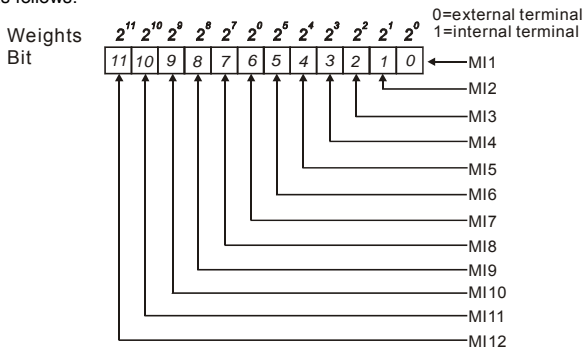 s follows:
0=external terminal
1=internal terminal
Weights 2¹¹ 2¹⁰ 2⁹ 2⁸ 2⁷ 2⁰ 2⁵ 2⁴ 2³ 2² 2¹ 2⁰
Bit 11 10 9 8 7 6 5 4 3 2 1 0
MI1
MI2
MI3
MI4
MI5
MI6
MI7
MI8
MI9
MI10
MI11
MI12